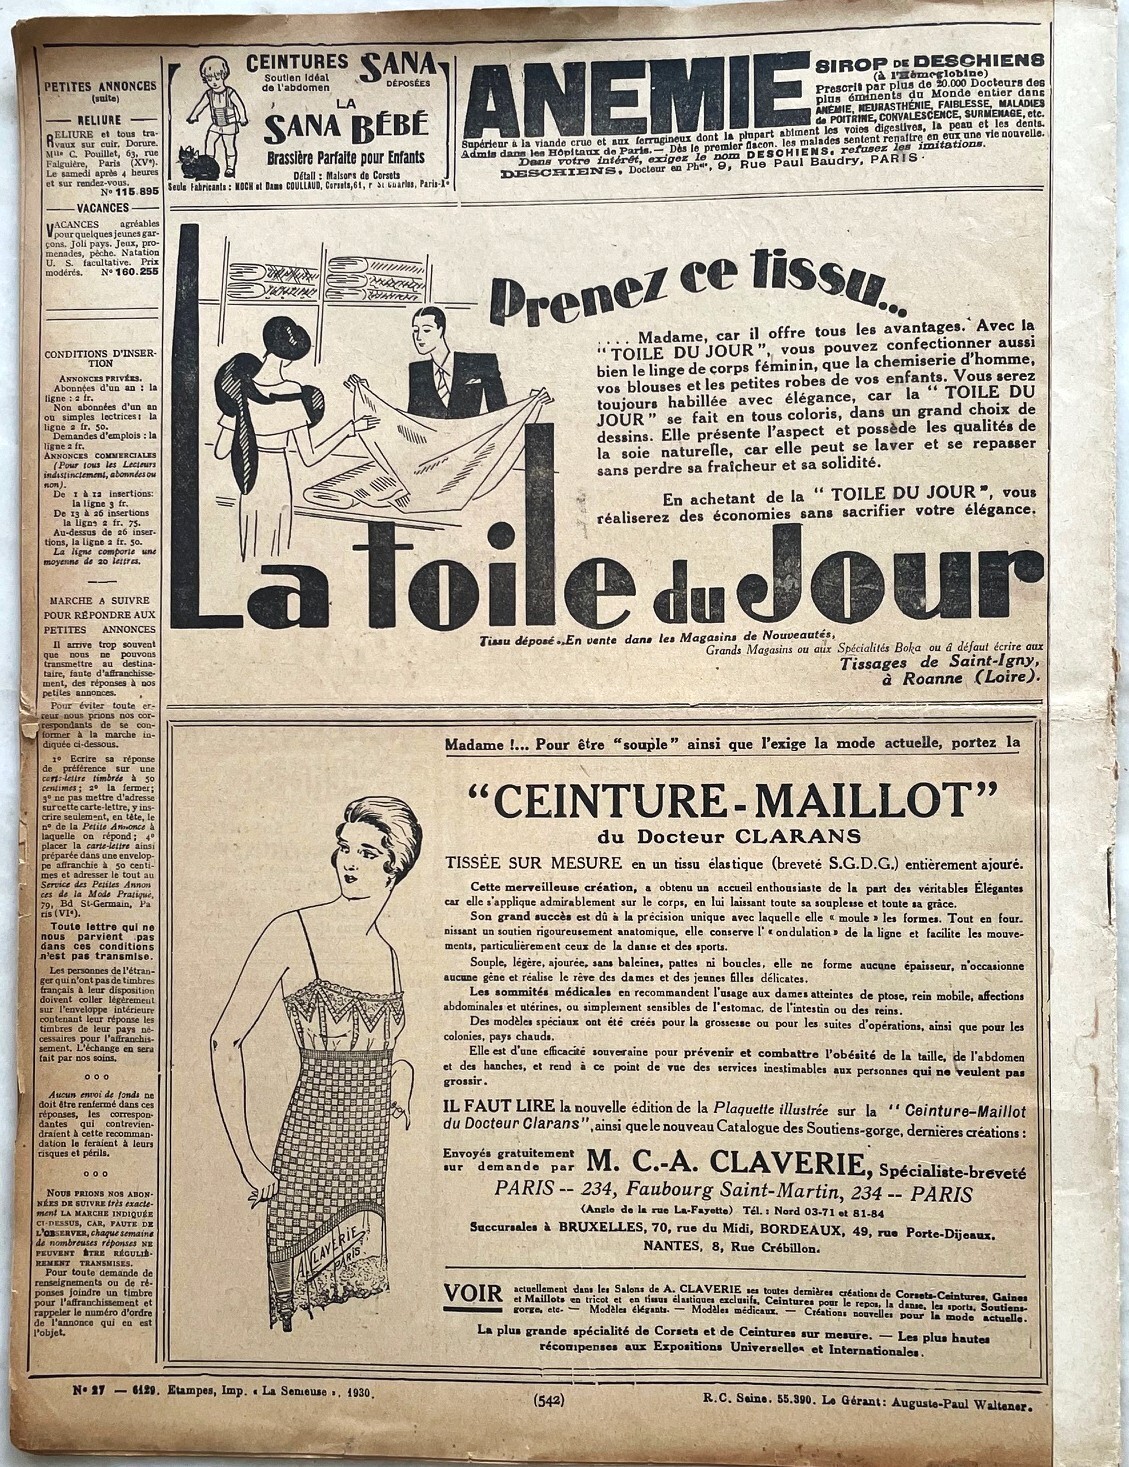 PETITES ANNONCES
(suite)
RELIURE
RELIURE et tous tra-
vaux sur cuir. Dorure.
Mlle C. Pouillet, 63, rue
Falguière, Paris (XVe).
Le samedi après 4 heures
et sur rendez-vous.
No 115.895
VACANCES
VACANCES agréables
pour quelques jeunes gar-
çons. Joli pays. Jeux, pro-
menades, pêche. Natation
U. S. facultative. Prix
modérés. No 160.255
CONDITIONS D'INSER-
TION
ANNONCES PRIVÉES.
Abonnées d'un an : la
ligne : 2 fr.
Non abonnées d'un an
ou simples lectrices : la
ligne 2 fr. 50.
Demandes d'emplois : la
ligne 2 fr.
ANNONCES COMMERCIALES
(Pour tous les Lecteurs
indistinctement, abonnées ou
non).
De 1 à 12 insertions:
la ligne 3 fr.
De 13 à 26 insertions
la ligne 2 fr. 75.
Au-dessus de 26 inser-
tions, la ligne 2 fr. 50.
La ligne comporte une
moyenne de 20 lettres.
MARCHE A SUIVRE
POUR RÉPONDRE AUX
PETITES ANNONCES
Il arrive trop souvent
que nous ne pouvons
transmettre au destina-
taire, faute d'affranchisse-
ment, des réponses à nos
petites annonces.
Pour éviter toute er-
reur nous prions nos cor-
respondants de se con-
former à la marche in-
diquée ci-dessous.
1o Ecrire sa réponse
de préférence sur une
carte-lettre timbrée à 50
centimes ; 2o la fermer;
3o ne pas mettre d'adresse
sur cette carte-lettre, y ins-
crire seulement, en tête, le
no de la Petite Annonce à
laquelle on répond ; 4o
placer la carte-lettre ainsi
préparée dans une envelop-
pe affranchie à 50 centi-
mes et adresser le tout au
Service des Petites Annon
ces de la Mode Pratique,
79, Bd St-Germain, Pa
ris (VIe).
Toute lettre qui ne
nous parvient pas
dans ces conditions
n'est pas transmise.
Les personnes de l'étran-
ger qui n'ont pas de timbres
français à leur disposition
doivent coller légèrement
sur l'enveloppe intérieure
contenant leur réponse les
timbres de leur pays né-
cessaires pour l'affranchis-
sement. L'échange en sera
fait par nos soins.
o o o
Aucun envoi de fonds ne
doit être renfermé dans ces
réponses, les correspon-
dantes qui contrevien-
draient à cette recomman-
dation le feraient à leurs
risques et périls.
o o o
NOUS PRIONS NOS ABON-
NÉES DE SUIVRE très exacte-
ment LA MARCHE INDIQUÉE
CI-DESSUS, CAR, FAUTE DE
L'OBSERVER, chaque semaine
de nombreuses réponses NE
PEUVENT ÊTRE RÉGULIÈ-
REMENT TRANSMISES.
Pour toute demande de
renseignements ou de ré-
ponses joindre un timbre
pour l'affranchissement et
rappeler le numéro d'ordre
de l'annonce qui en est
l'objet.
CEINTURES SANA
Soutien idéal
de l'abdomen
DÉPOSÉES
LA
SANA BÉBÉ
Brassière Parfaite pour Enfants
Détail : Maisons de Corsets
Seuls Fabricants : MOCH et Dame COULLAUD, Corsets, 61, r St Charles, Paris-Xe
ANEMIE
SIROP DE DESCHIENS
(à l'Hémoglobine)
Prescrit par plus de 20.000 Docteurs des
plus éminents du Monde entier dans
ANÉMIE, NEURASTHÉNIE, FAIBLESSE, MALADIES
de POITRINE, CONVALESCENCE, SURMENAGE, etc.
Supérieur à la viande crue et aux ferrugineux dont la plupart abîment les voies digestives, la peau et les dents.
Admis dans les Hôpitaux de Paris. — Dès le premier flacon, les malades sentent renaître en eux une vie nouvelle.
Dans votre intérêt, exigez le nom DESCHIENS, refusez les imitations.
DESCHIENS, Docteur en Phie, 9, Rue Paul Baudry, PARIS
Prenez ce tissu...
.... Madame, car il offre tous les avantages. Avec la
“ TOILE DU JOUR ”, vous pouvez confectionner aussi
bien le linge de corps féminin, que la chemiserie d'homme,
vos blouses et les petites robes de vos enfants. Vous serez
toujours habillée avec élégance, car la “ TOILE DU
JOUR ” se fait en tous coloris, dans un grand choix de
dessins. Elle présente l'aspect et possède les qualités de
la soie naturelle, car elle peut se laver et se repasser
sans perdre sa fraîcheur et sa solidité.
En achetant de la “ TOILE DU JOUR ”, vous
réaliserez des économies sans sacrifier votre élégance.
La toile du Jour
Tissu déposé. En vente dans les Magasins de Nouveautés,
Grands Magasins ou aux Spécialités Boka ou à défaut écrire aux
Tissages de Saint-Igny,
à Roanne (Loire).
Madame !... Pour être “souple” ainsi que l'exige la mode actuelle, portez la
“CEINTURE-MAILLOT”
du Docteur CLARANS
TISSÉE SUR MESURE en un tissu élastique (breveté S.G.D.G.) entièrement ajouré.
Cette merveilleuse création, a obtenu un accueil enthousiaste de la part des véritables Élégantes
car elle s'applique admirablement sur le corps, en lui laissant toute sa souplesse et toute sa grâce.
Son grand succès est dû à la précision unique avec laquelle elle « moule » les formes. Tout en four-
nissant un soutien rigoureusement anatomique, elle conserve l' « ondulation » de la ligne et facilite les mouve-
ments, particulièrement ceux de la danse et des sports.
Souple, légère, ajourée, sans baleines, pattes ni boucles, elle ne forme aucune épaisseur, n'occasionne
aucune gêne et réalise le rêve des dames et des jeunes filles délicates.
Les sommités médicales en recommandent l'usage aux dames atteintes de ptose, rein mobile, affections
abdominales et utérines, ou simplement sensibles de l'estomac, de l'intestin ou des reins.
Des modèles spéciaux ont été créés pour la grossesse ou pour les suites d'opérations, ainsi que pour les
colonies, pays chauds.
Elle est d'une efficacité souveraine pour prévenir et combattre l'obésité de la taille, de l'abdomen
et des hanches, et rend à ce point de vue des services inestimables aux personnes qui ne veulent pas
grossir.
IL FAUT LIRE la nouvelle édition de la Plaquette illustrée sur la “ Ceinture-Maillot
du Docteur Clarans”, ainsi que le nouveau Catalogue des Soutiens-gorge, dernières créations :
Envoyés gratuitement
sur demande par M. C.-A. CLAVERIE, Spécialiste-breveté
PARIS -- 234, Faubourg Saint-Martin, 234 -- PARIS
(Angle de la rue La-Fayette) Tél. : Nord 03-71 et 81-84
Succursales à BRUXELLES, 70, rue du Midi, BORDEAUX, 49, rue Porte-Dijeaux.
NANTES, 8, Rue Crébillon.
A. CLAVERIE
PARIS
VOIR actuellement dans les Salons de A. CLAVERIE ses toutes dernières créations de Corsets-Ceintures, Gaines
et Maillots en tricot et en tissus élastiques exclusifs, Ceintures pour le repos, la danse, les sports, Soutiens-
gorge, etc. — Modèles élégants. — Modèles médicaux. — Créations nouvelles pour la mode actuelle.
La plus grande spécialité de Corsets et de Ceintures sur mesure. — Les plus hautes
récompenses aux Expositions Universelles et Internationales.
No 27 — 6129. Etampes, Imp. « La Semeuse ». 1930.
(542)
R.C. Seine. 55.390. Le Gérant : Auguste-Paul Waltener.